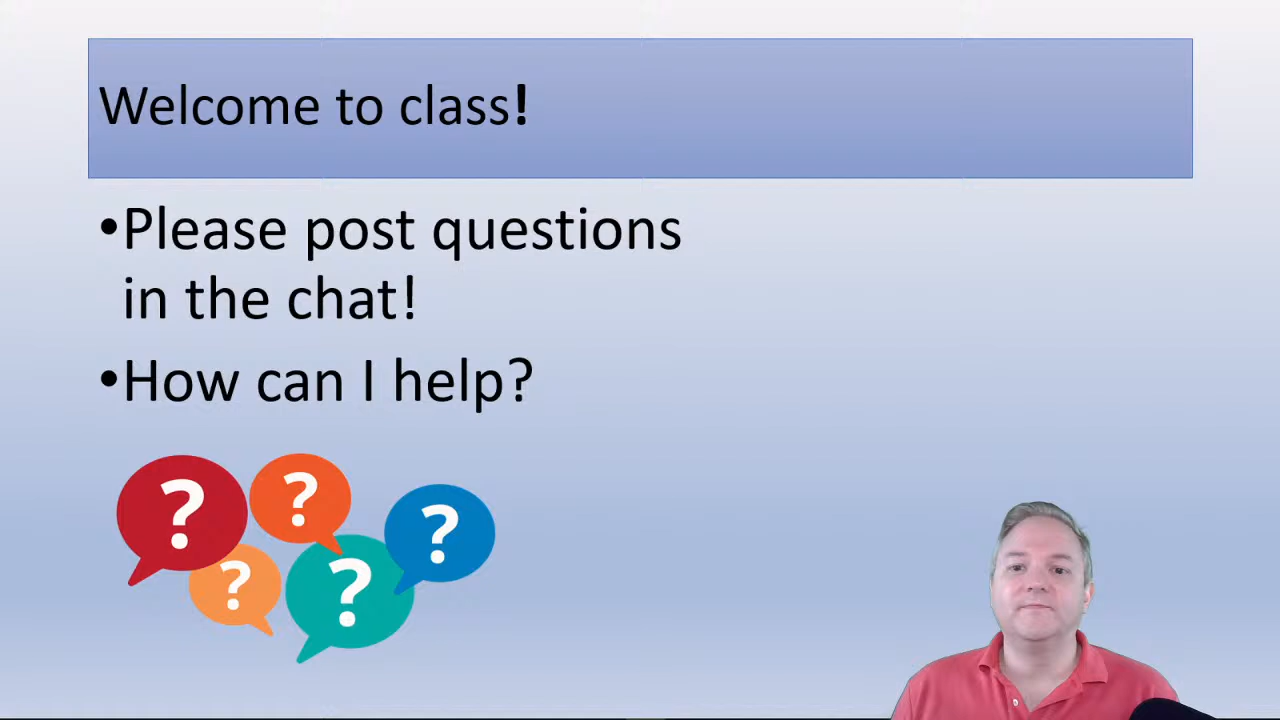 Welcome to class!
•Please post questions
in the chat!
•How can I help?
? ? ?
? ?